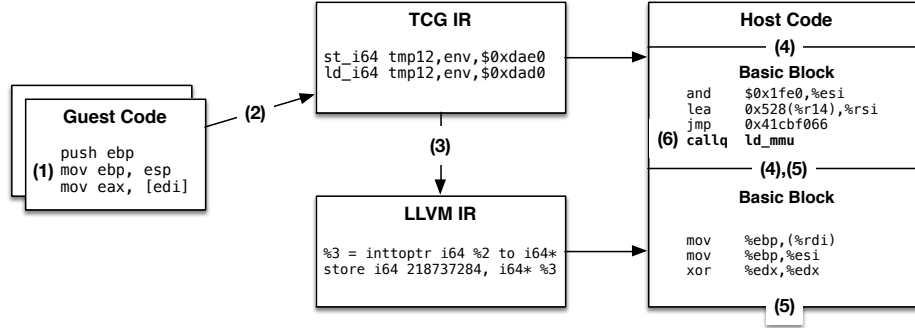 Guest Code
push ebp
(1) mov ebp, esp
mov eax, [edi]
(2)
TCG IR
st_i64 tmp12,env,$0xdae0
ld_i64 tmp12,env,$0xdad0
(3)
LLVM IR
%3 = inttoptr i64 %2 to i64*
store i64 218737284, i64* %3
Host Code
(4)
Basic Block
and $0x1fe0,%esi
lea 0x528(%r14),%rsi
jmp 0x41cbf066
(6) callq ld_mmu
(4),(5)
Basic Block
mov %ebp,(%rdi)
mov %ebp,%esi
xor %edx,%edx
(5)